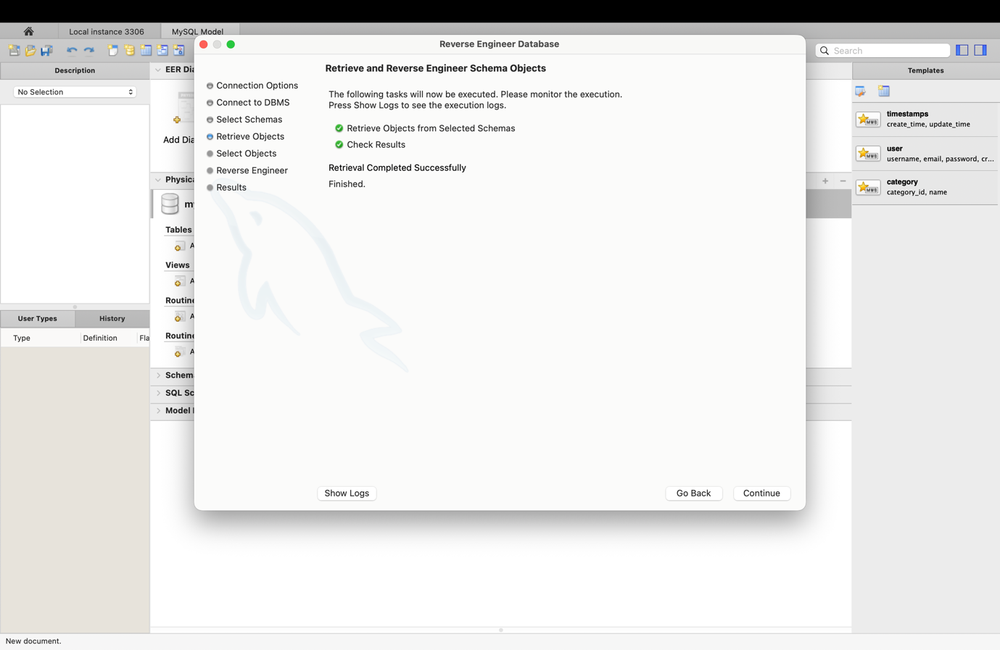 Local instance 3306
MySQL Model
Reverse Engineer Database
Search
Description
No Selection
User Types
History
Type
Definition
Fla
EER Dia
Add Dia
Physica
my
Tables
A
Views
A
Routine
A
Routine
A
Schema
SQL Sc
Connection Options
Connect to DBMS
Select Schemas
Retrieve Objects
Select Objects
Reverse Engineer
Results
Retrieve and Reverse Engineer Schema Objects
The following tasks will now be executed. Please monitor the execution.
Press Show Logs to see the execution logs.
Retrieve Objects from Selected Schemas
Check Results
Retrieval Completed Successfully
Finished.
Show Logs
Go Back
Continue
Model
Templates
MWB
timestamps
create_time, update_time
MWB
user
username, email, password, cr...
MWB
category
category_id, name
New document.